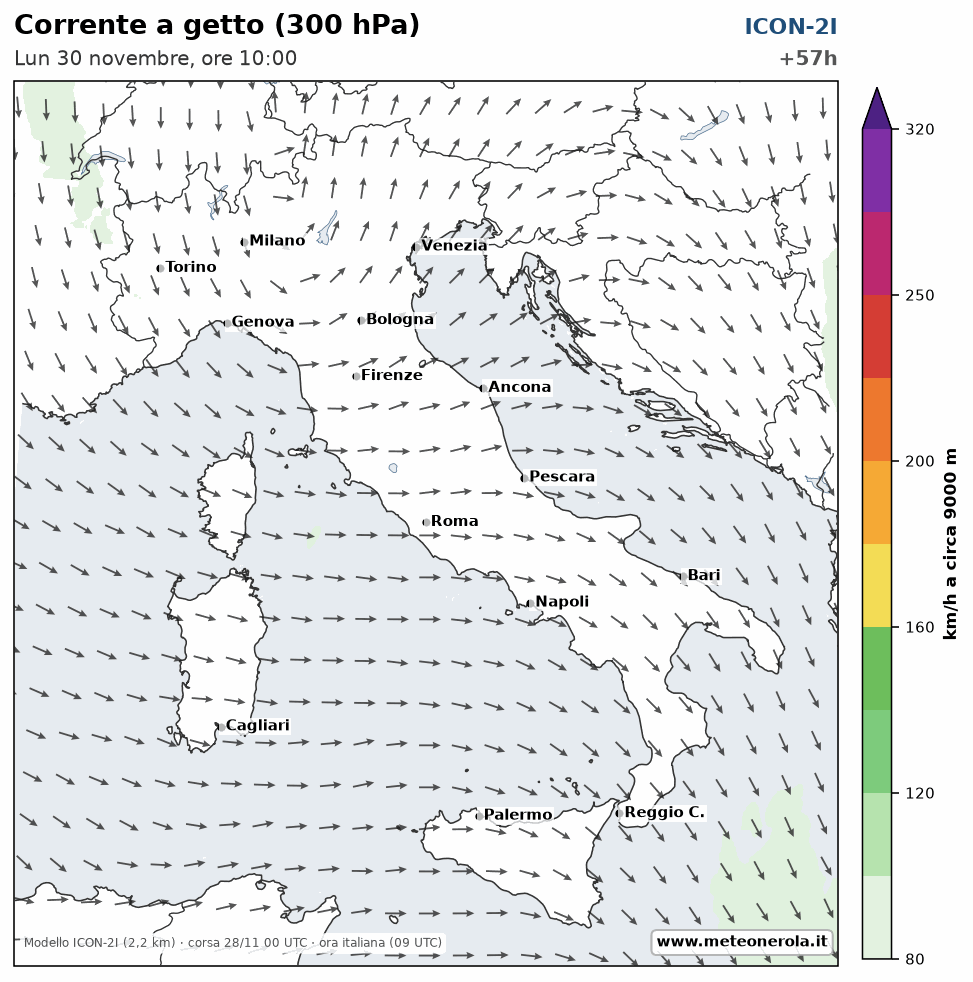 Corrente a getto (300 hPa)
ICON-2I
Lun 30 novembre, ore 10:00
+57h
320
Milano
Venezia
Torino
250
Genova
Bologna
Firenze
Ancona
200
Pescara
Roma
km/h a circa 9000 m
Bari
Napoli
160
Cagliari
120
Palermo
Reggio C.
Modello ICON-2I (2,2 km) · corsa 28/11 00 UTC · ora italiana (09 UTC)
www.meteonerola.it
80